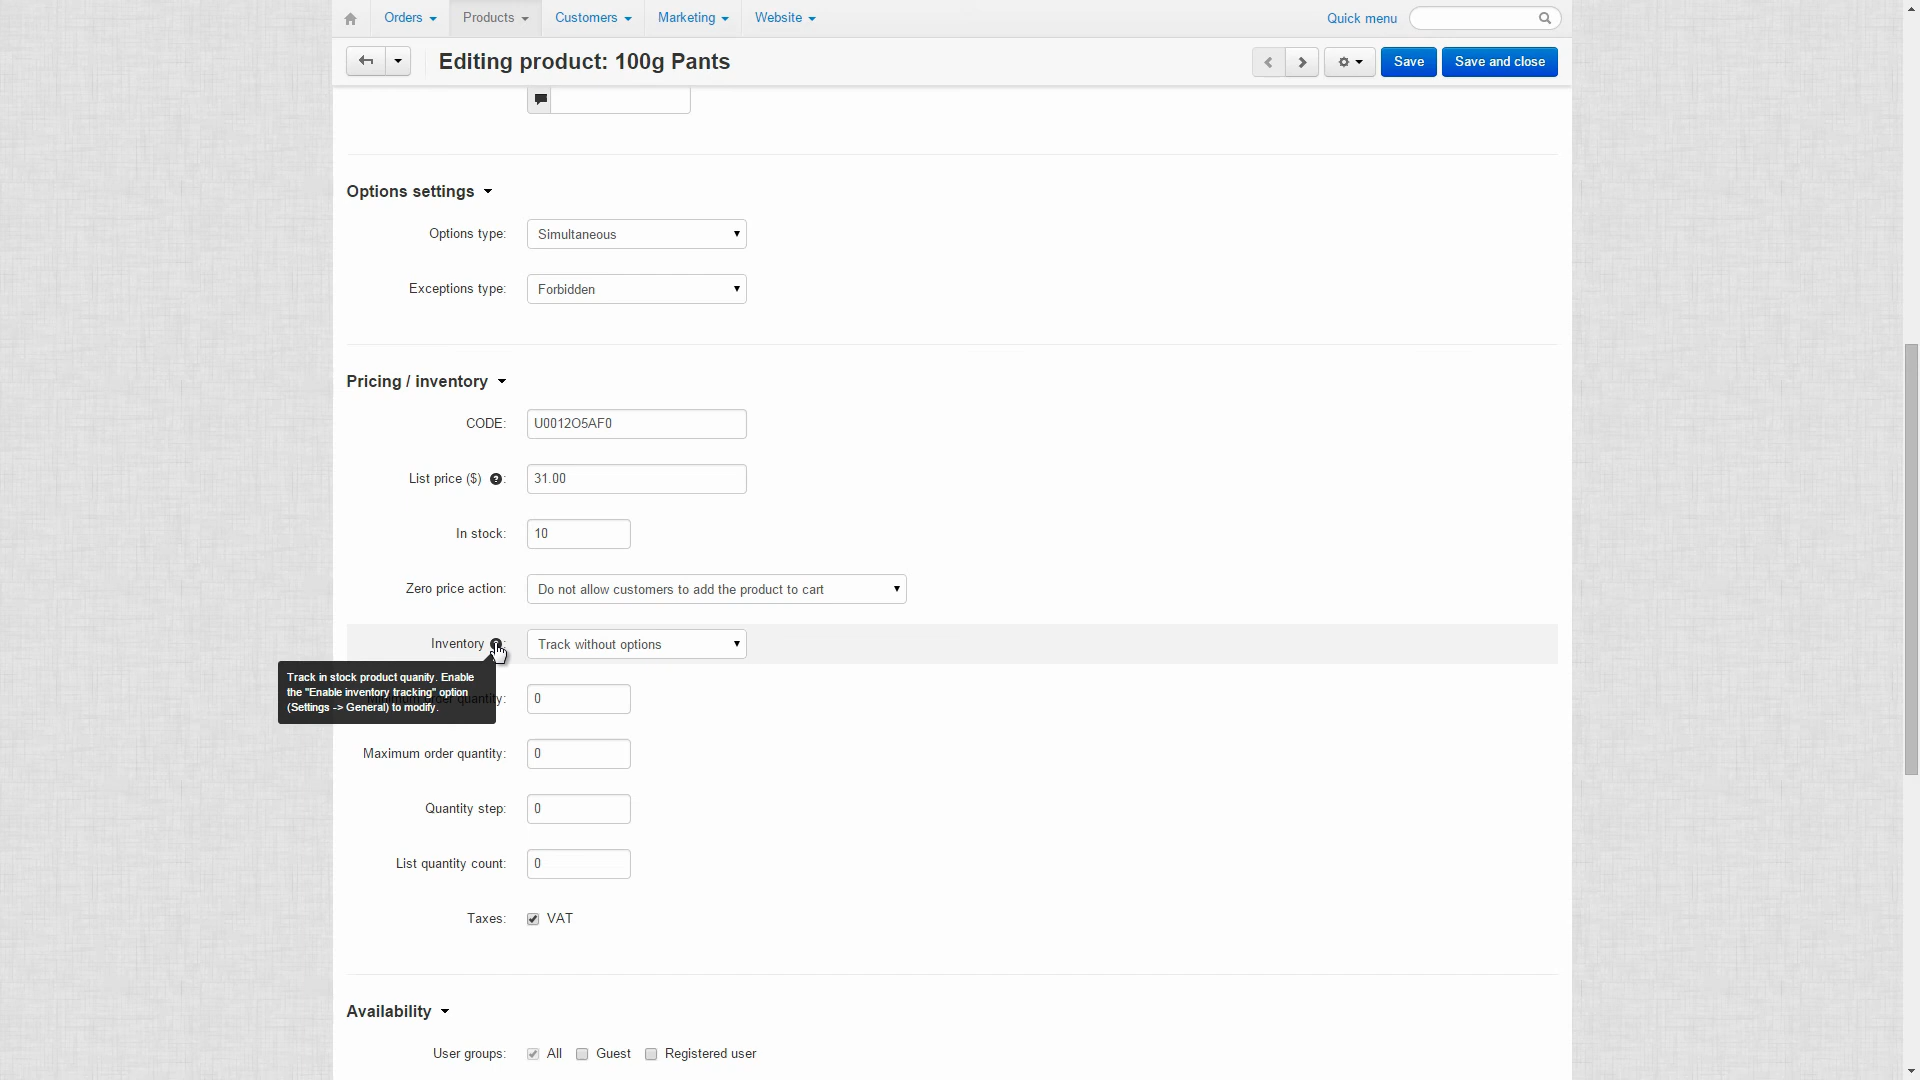 Orders
Products
Customers
Marketing
Website
Quick menu
Editing product: 100g Pants
Save
Save and close
Options settings
Options type: Simultaneous
Exceptions type: Forbidden
Pricing / inventory
CODE: U0012O5AF0
List price ($) ?: 31.00
In stock: 10
Zero price action: Do not allow customers to add the product to cart
Inventory ?: Track without options
Track in stock product quanity. Enable
the "Enable inventory tracking" option
(Settings -> General) to modify.
quantity: 0
Maximum order quantity: 0
Quantity step: 0
List quantity count: 0
Taxes: VAT
Availability
User groups: All Guest Registered user